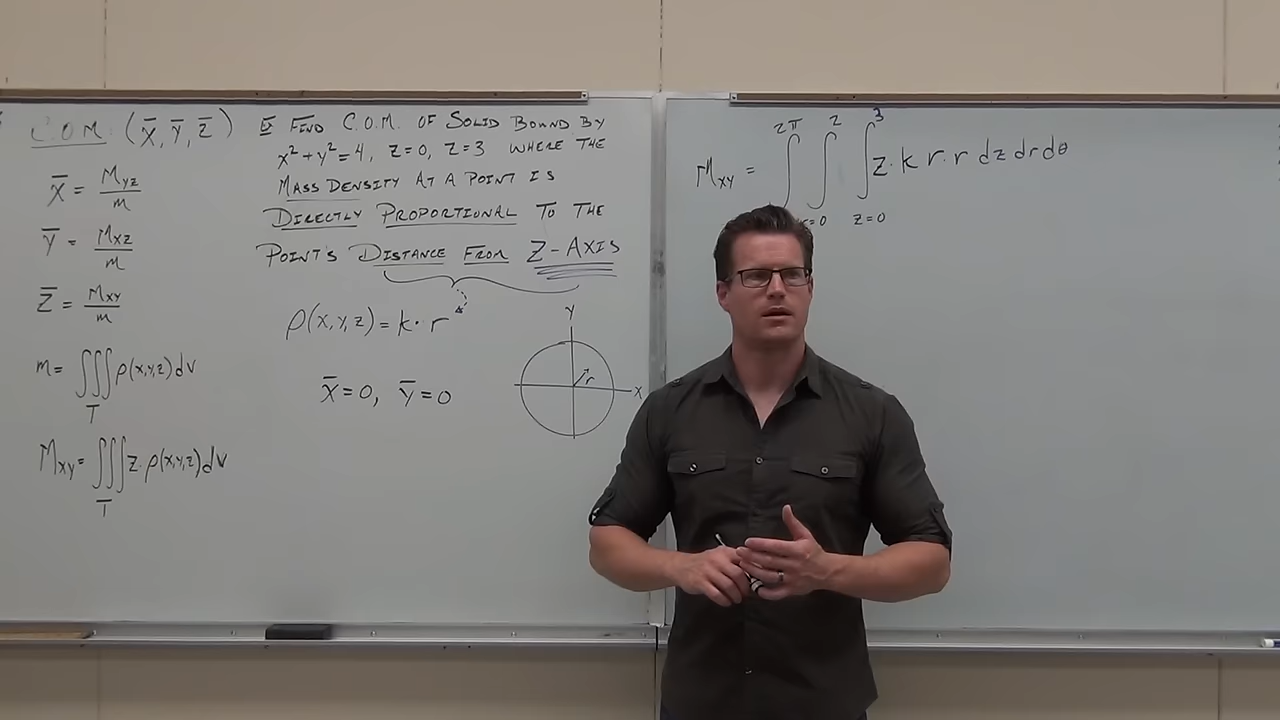 C.O.M. (x̄, ȳ, z̄)
x̄ = Myz/m
ȳ = Mxz/m
z̄ = Mxy/m
m = ∭ ρ(x,y,z) dV
T
Mxy = ∭ z·ρ(x,y,z) dV
T
Ex Find C.O.M. of Solid Bound By
x²+y²=4, z=0, z=3 where the
Mass Density At a Point is
Directly Proportional To The
Point's Distance From Z-Axis
ρ(x,y,z) = k·r
x̄=0, ȳ=0
Y
r
X
2π 2 3
Mxy = ∫ ∫ ∫ z·k r·r dz dr dθ
r=0 z=0